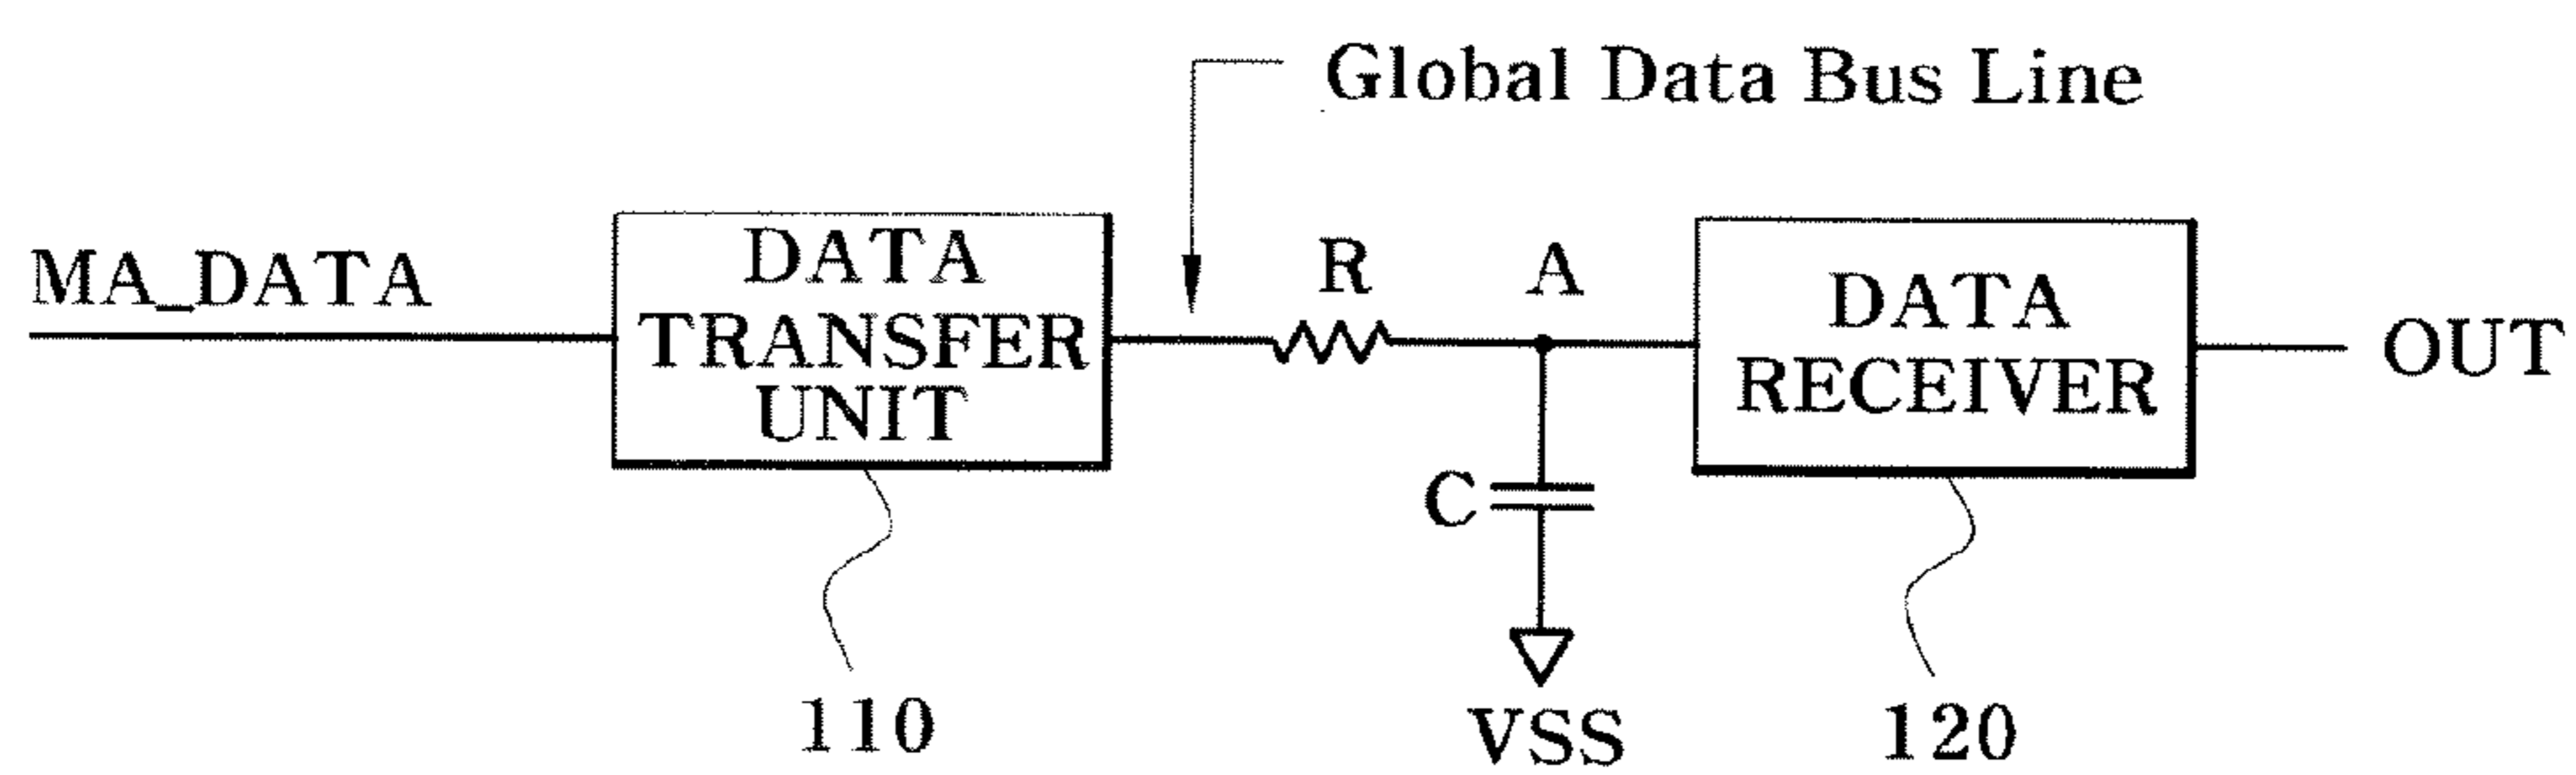 Global Data Bus Line
MA_DATA
DATA
TRANSFER
UNIT
R
A
DATA
RECEIVER
OUT
C
VSS
110
120